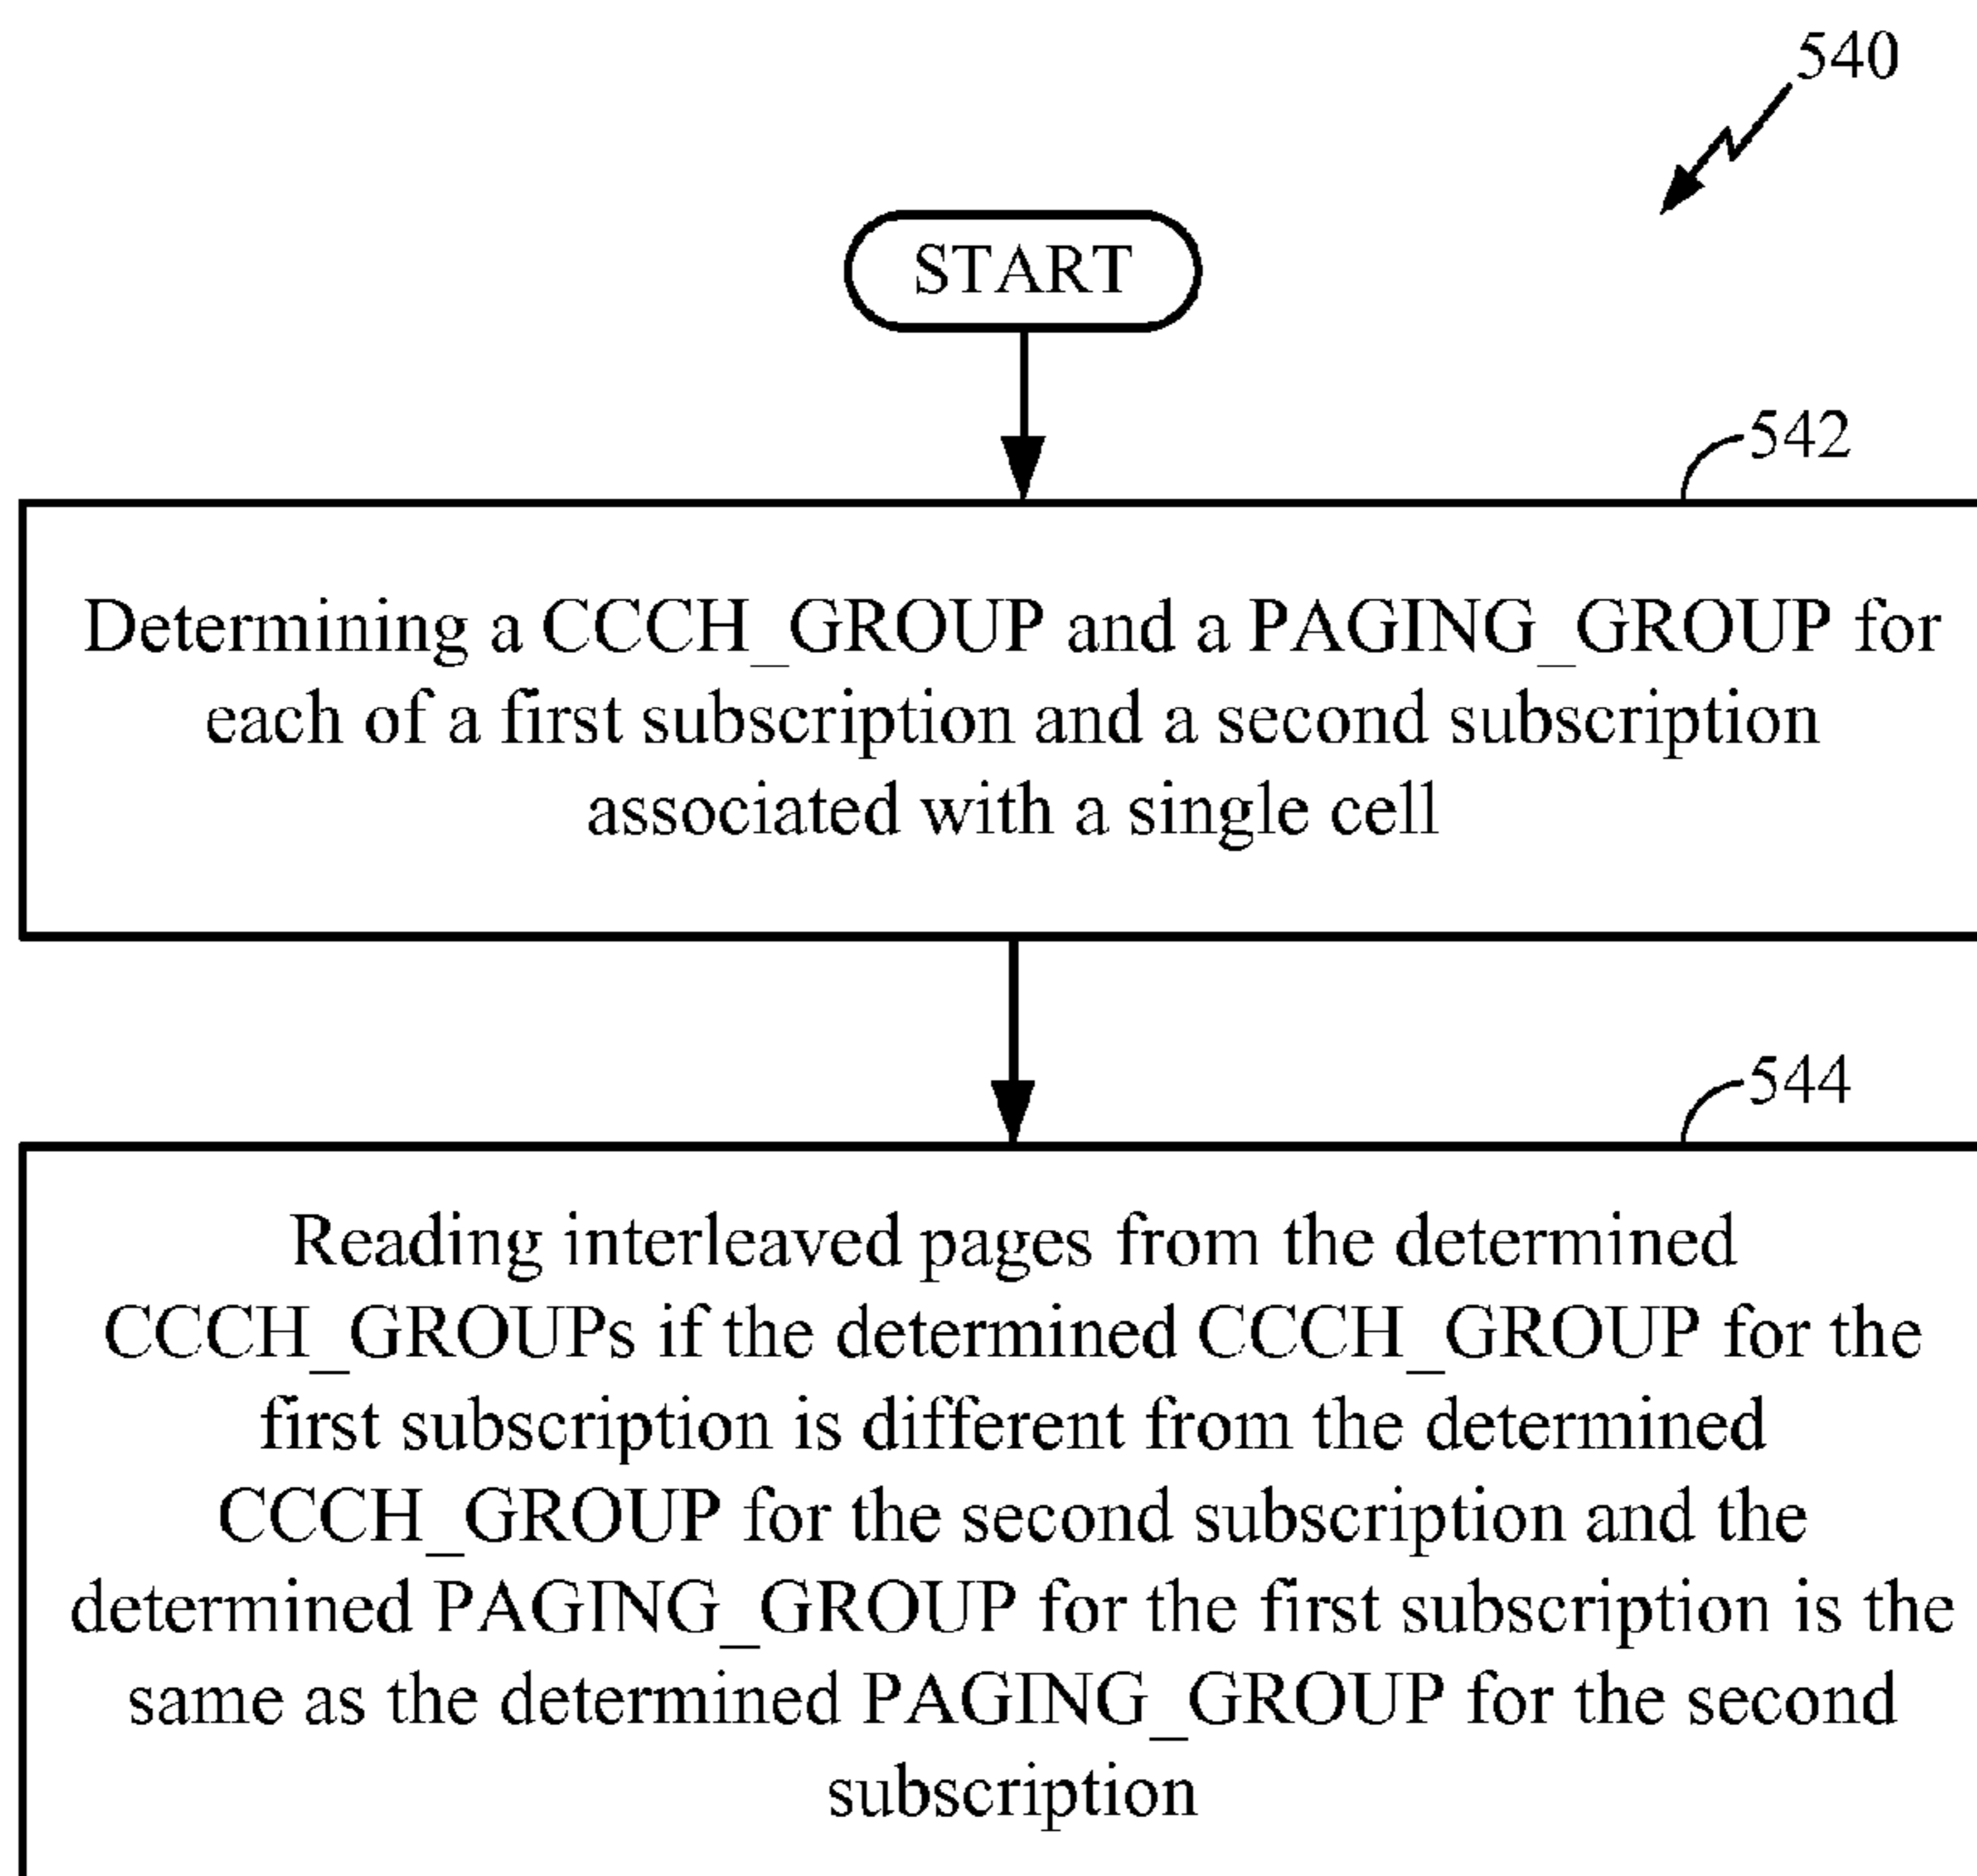 540
START
542
Determining a CCCH_GROUP and a PAGING_GROUP for
each of a first subscription and a second subscription
associated with a single cell
544
Reading interleaved pages from the determined
CCCH_GROUPs if the determined CCCH_GROUP for the
first subscription is different from the determined
CCCH_GROUP for the second subscription and the
determined PAGING_GROUP for the first subscription is the
same as the determined PAGING_GROUP for the second
subscription